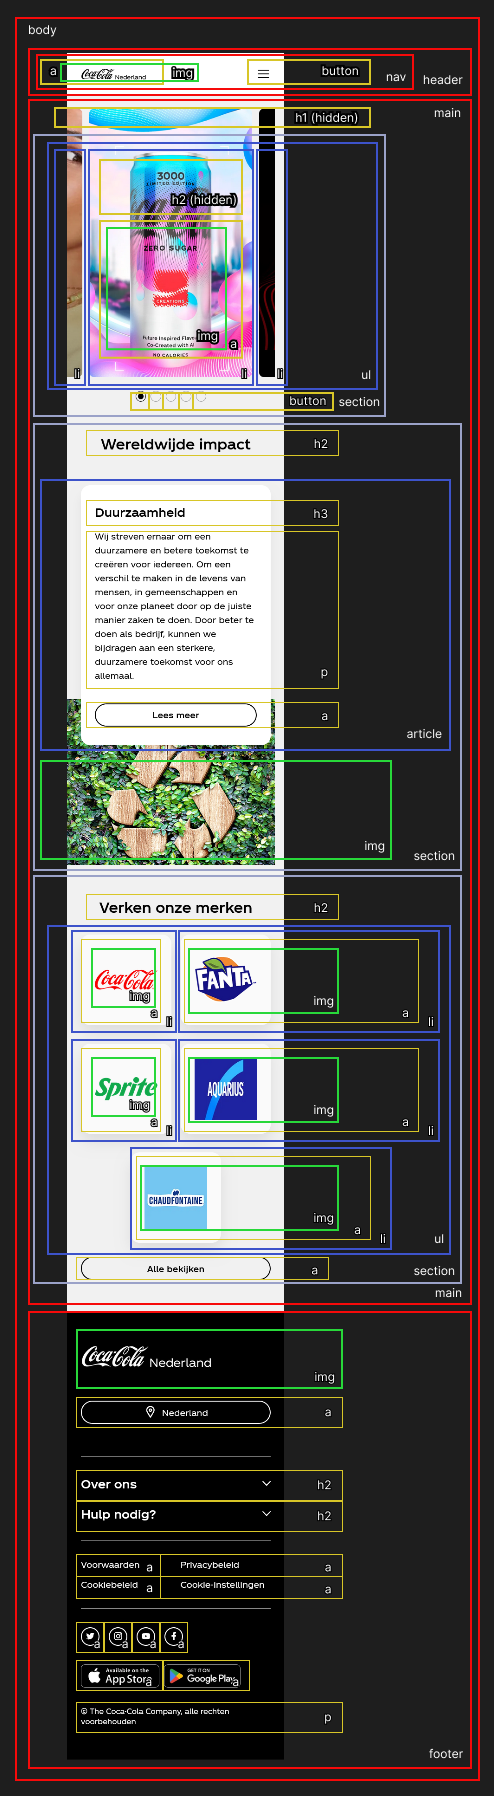 body
a
Coca-Cola Nederland
img
button
nav
header
main
h1 (hidden)
3000
LIMITED EDITION
h2 (hidden)
ZERO SUGAR
CREATIONS
Future Inspired Flavo
Co-Created with AI
NO CALORIES
img
a
li
li
li
ul
button
section
Wereldwijde impact
h2
Duurzaamheid
h3
Wij streven ernaar om een
duurzamere en betere toekomst te
creëren voor iedereen. Om een
verschil te maken in de levens van
mensen, in gemeenschappen en
voor onze planeet door op de juiste
manier zaken te doen. Door beter te
doen als bedrijf, kunnen we
bijdragen aan een sterkere,
duurzamere toekomst voor ons
allemaal.
p
Lees meer
a
article
img
section
Verken onze merken
h2
Coca-Cola
img
a
li
FANTA
img
a
li
Sprite
img
a
li
AQUARIUS
img
a
li
CHAUDFONTAINE
img
a
li
ul
Alle bekijken
a
section
main
Coca-Cola Nederland
img
Nederland
a
Over ons
h2
Hulp nodig?
h2
Voorwaarden
a
Privacybeleid
a
Cookiebeleid
a
Cookie-instellingen
a
a
a
a
a
Available on the
App Store
a
GET IT ON
Google Play
a
© The Coca-Cola Company, alle rechten
voorbehouden
p
footer